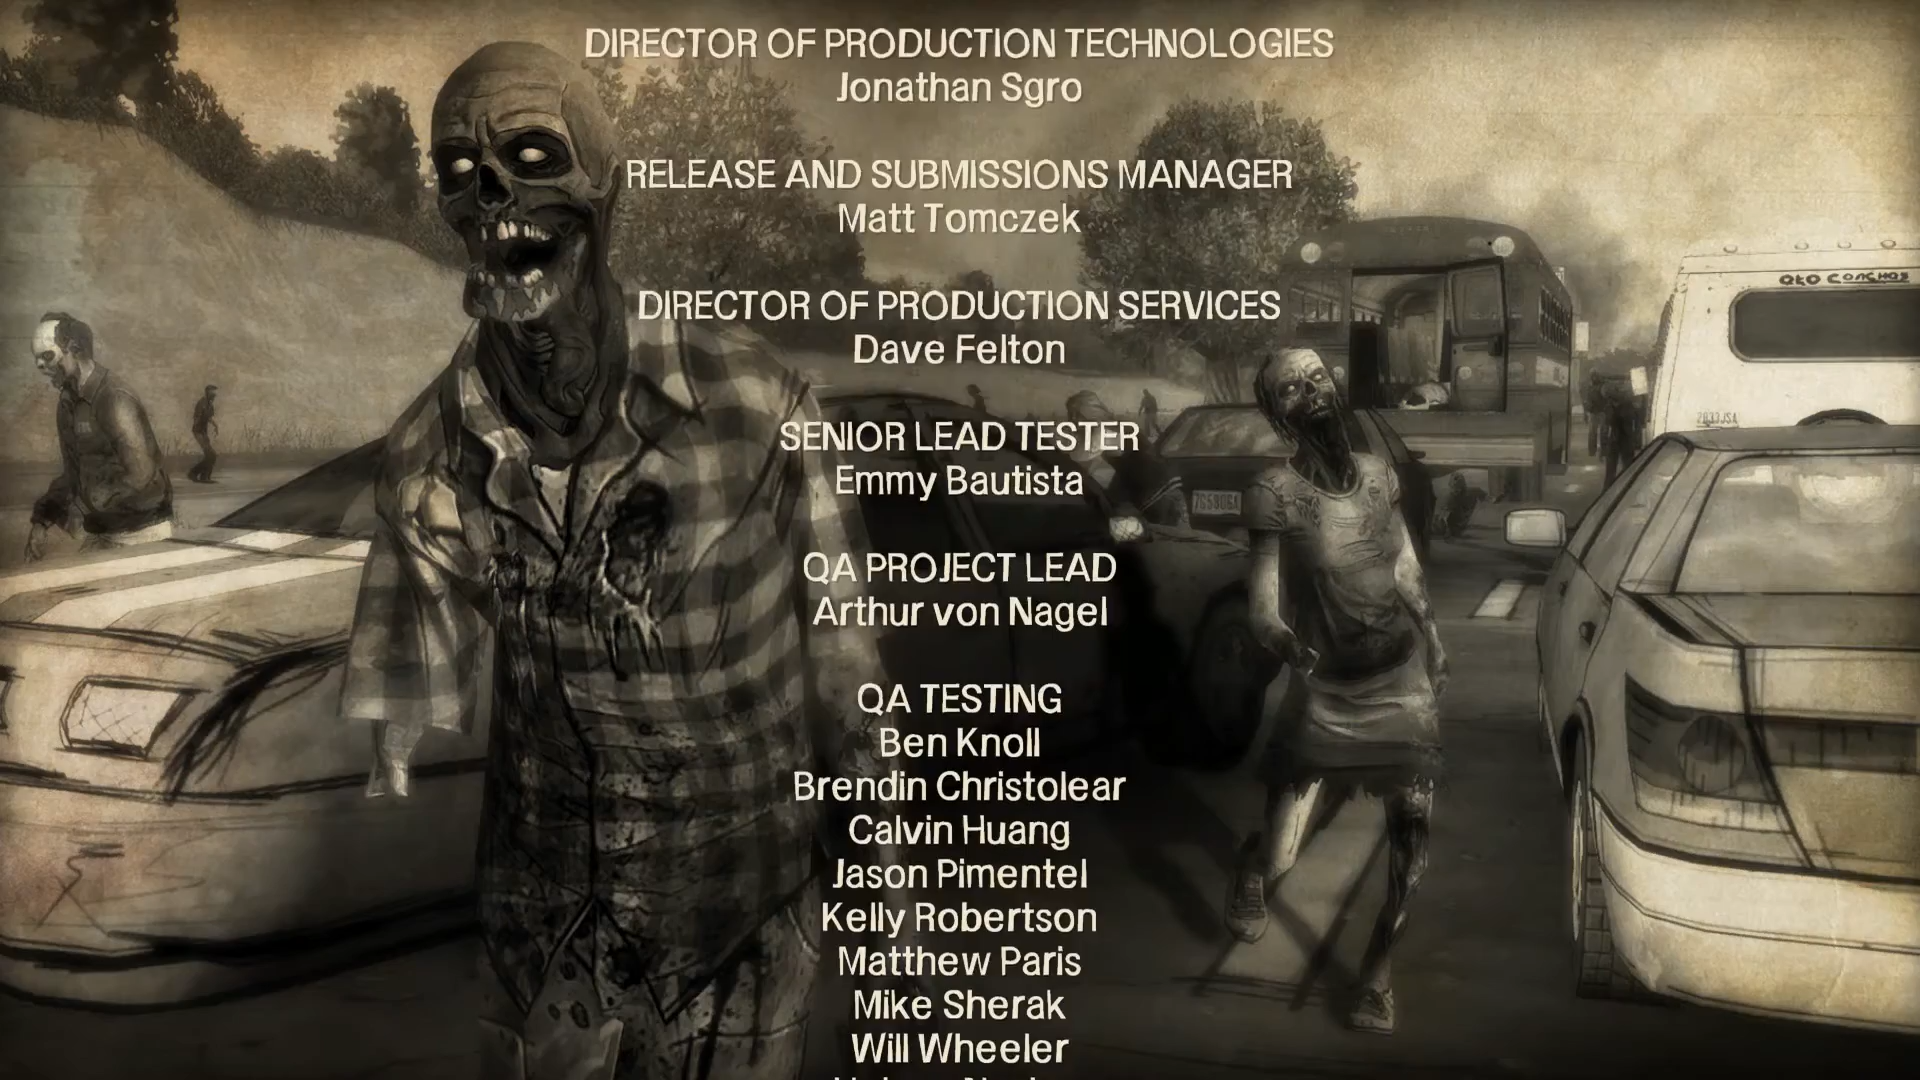 DIRECTOR OF PRODUCTION TECHNOLOGIES
Jonathan Sgro
RELEASE AND SUBMISSIONS MANAGER
Matt Tomczek
DIRECTOR OF PRODUCTION SERVICES
Dave Felton
SENIOR LEAD TESTER
Emmy Bautista
QA PROJECT LEAD
Arthur von Nagel
QA TESTING
Ben Knoll
Brendin Christolear
Calvin Huang
Jason Pimentel
Kelly Robertson
Matthew Paris
Mike Sherak
Will Wheeler